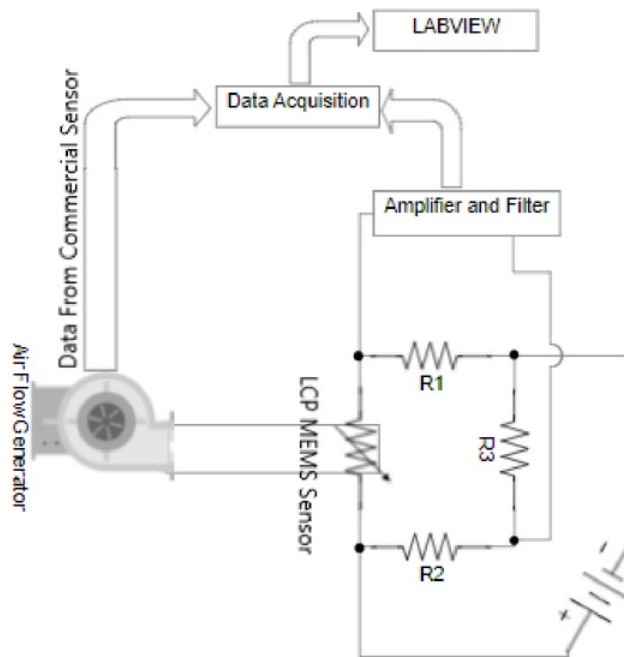 LABVIEW
Data Acquisition
Data From Commercial Sensor
Amplifier and Filter
R1
Air Flow Generator
LCP MEMS Sensor
R3
R2
-
+